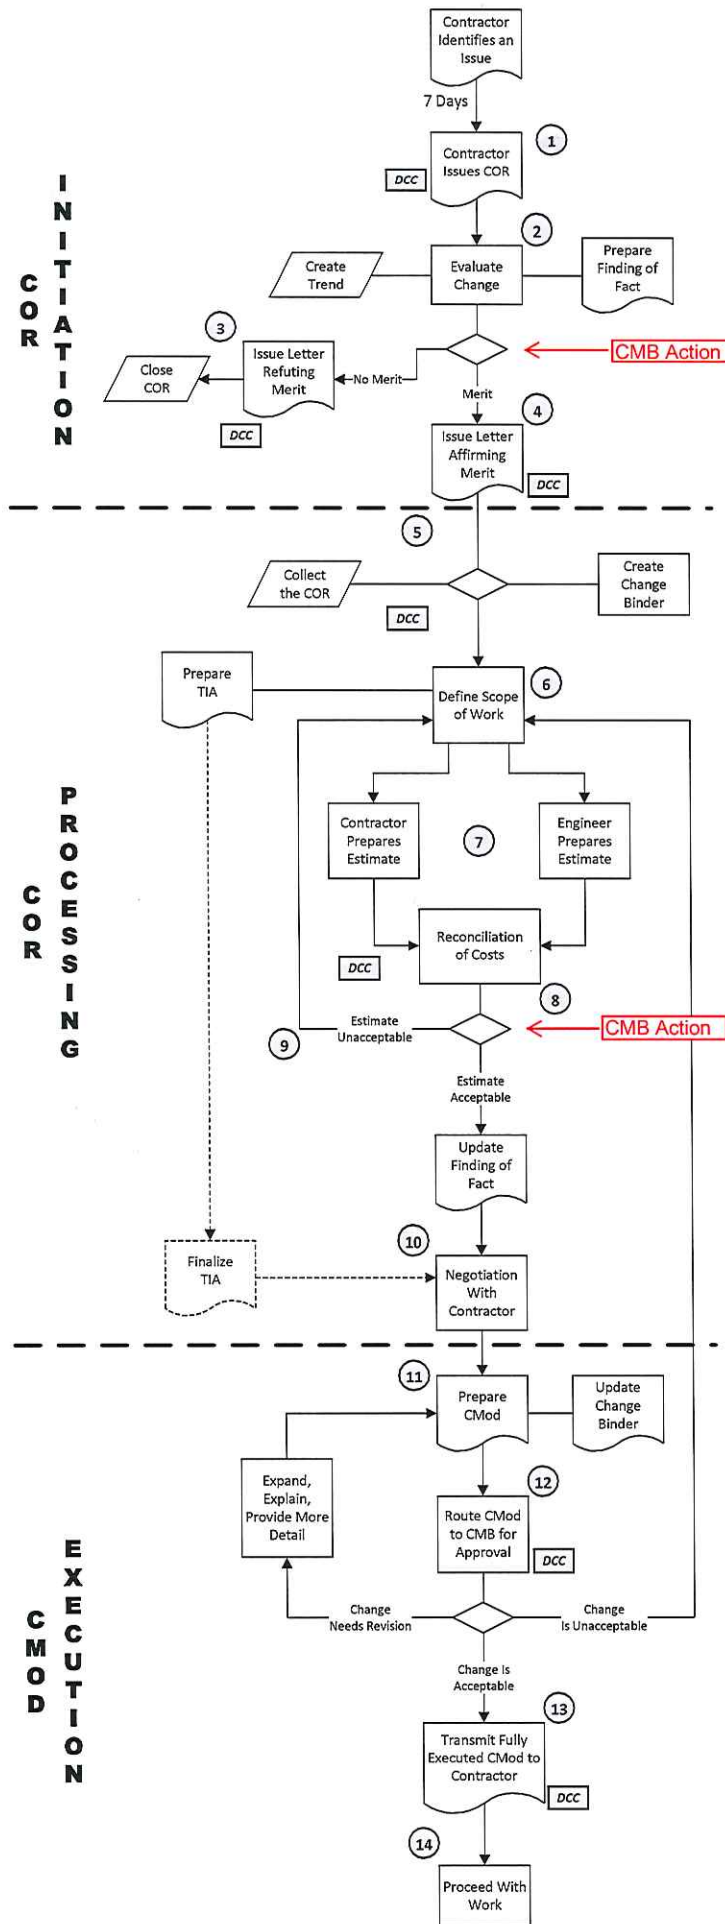 Contractor
Identifies an
Issue
7 Days
1
Contractor
Issues COR
DCC
2
Create
Trend
Evaluate
Change
Prepare
Finding of
Fact
3
CMB Action
Close
COR
Issue Letter
Refuting
Merit
No Merit
DCC
Merit
4
Issue Letter
Affirming
Merit
DCC
COR
INITIATION
5
Collect
the COR
Create
Change
Binder
DCC
Prepare
TIA
6
Define Scope
of Work
Contractor
Prepares
Estimate
7
Engineer
Prepares
Estimate
Reconciliation
of Costs
DCC
8
Estimate
Unacceptable
9
CMB Action
Estimate
Acceptable
Update
Finding of
Fact
10
Finalize
TIA
Negotiation
With
Contractor
COR
PROCESSING
11
Prepare
CMod
Update
Change
Binder
Expand,
Explain,
Provide More
Detail
12
Route CMod
to CMB for
Approval
DCC
Change
Needs Revision
Change
Is Unacceptable
Change Is
Acceptable
13
Transmit Fully
Executed CMod to
Contractor
DCC
14
Proceed With
Work
CMOD
EXECUTION